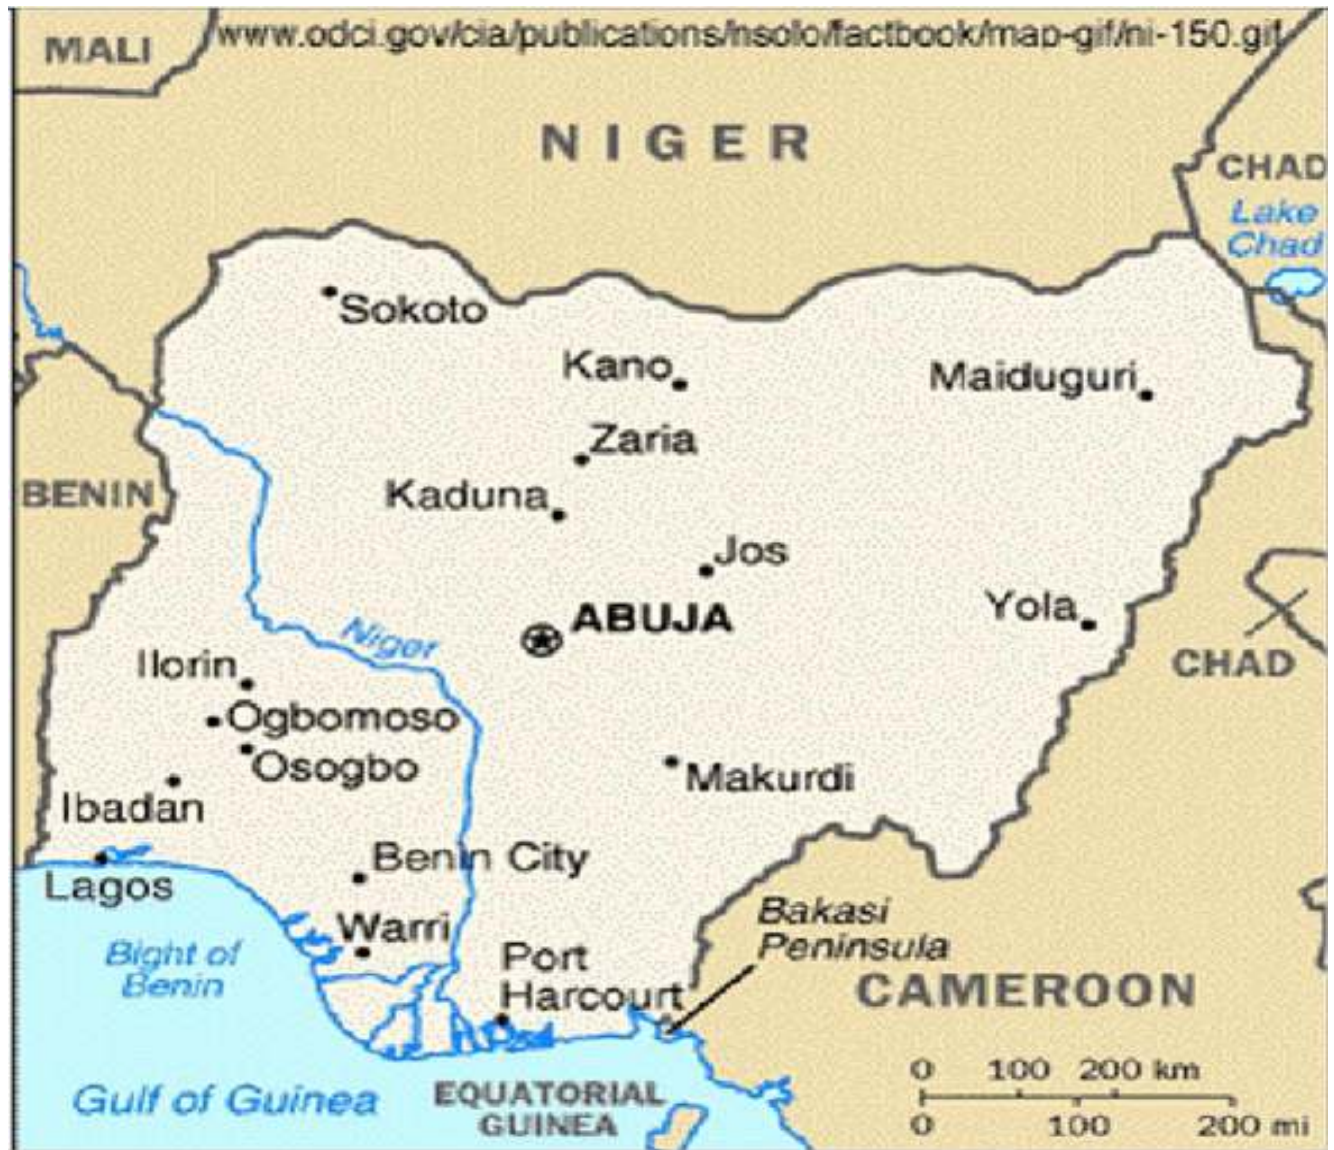 www.odci.gov/cia/publications/nsolo/factbook/map-gif/ni-150.gif
MALI
NIGER
CHAD
Lake
Chad
Sokoto
Kano
Maiduguri
Zaria
BENIN
Kaduna
Jos
ABUJA
Yola
Niger
Ilorin
CHAD
Ogbomoso
Osogbo
Makurdi
Ibadan
Benin City
Lagos
Warri
Bakasi
Peninsula
Bight of
Benin
Port
Harcourt
CAMEROON
Gulf of Guinea
EQUATORIAL
GUINEA
0 100 200 km
0 100 200 mi